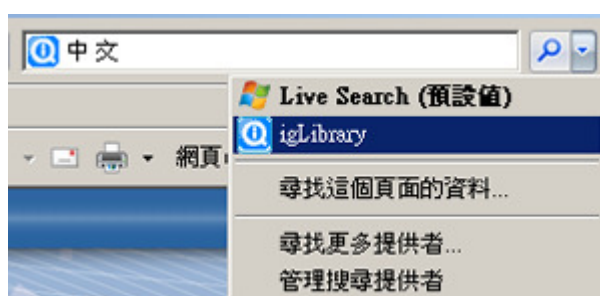 中文
Live Search (預設值)
igLibrary
網頁
尋找這個頁面的資料...
尋找更多提供者...
管理搜尋提供者